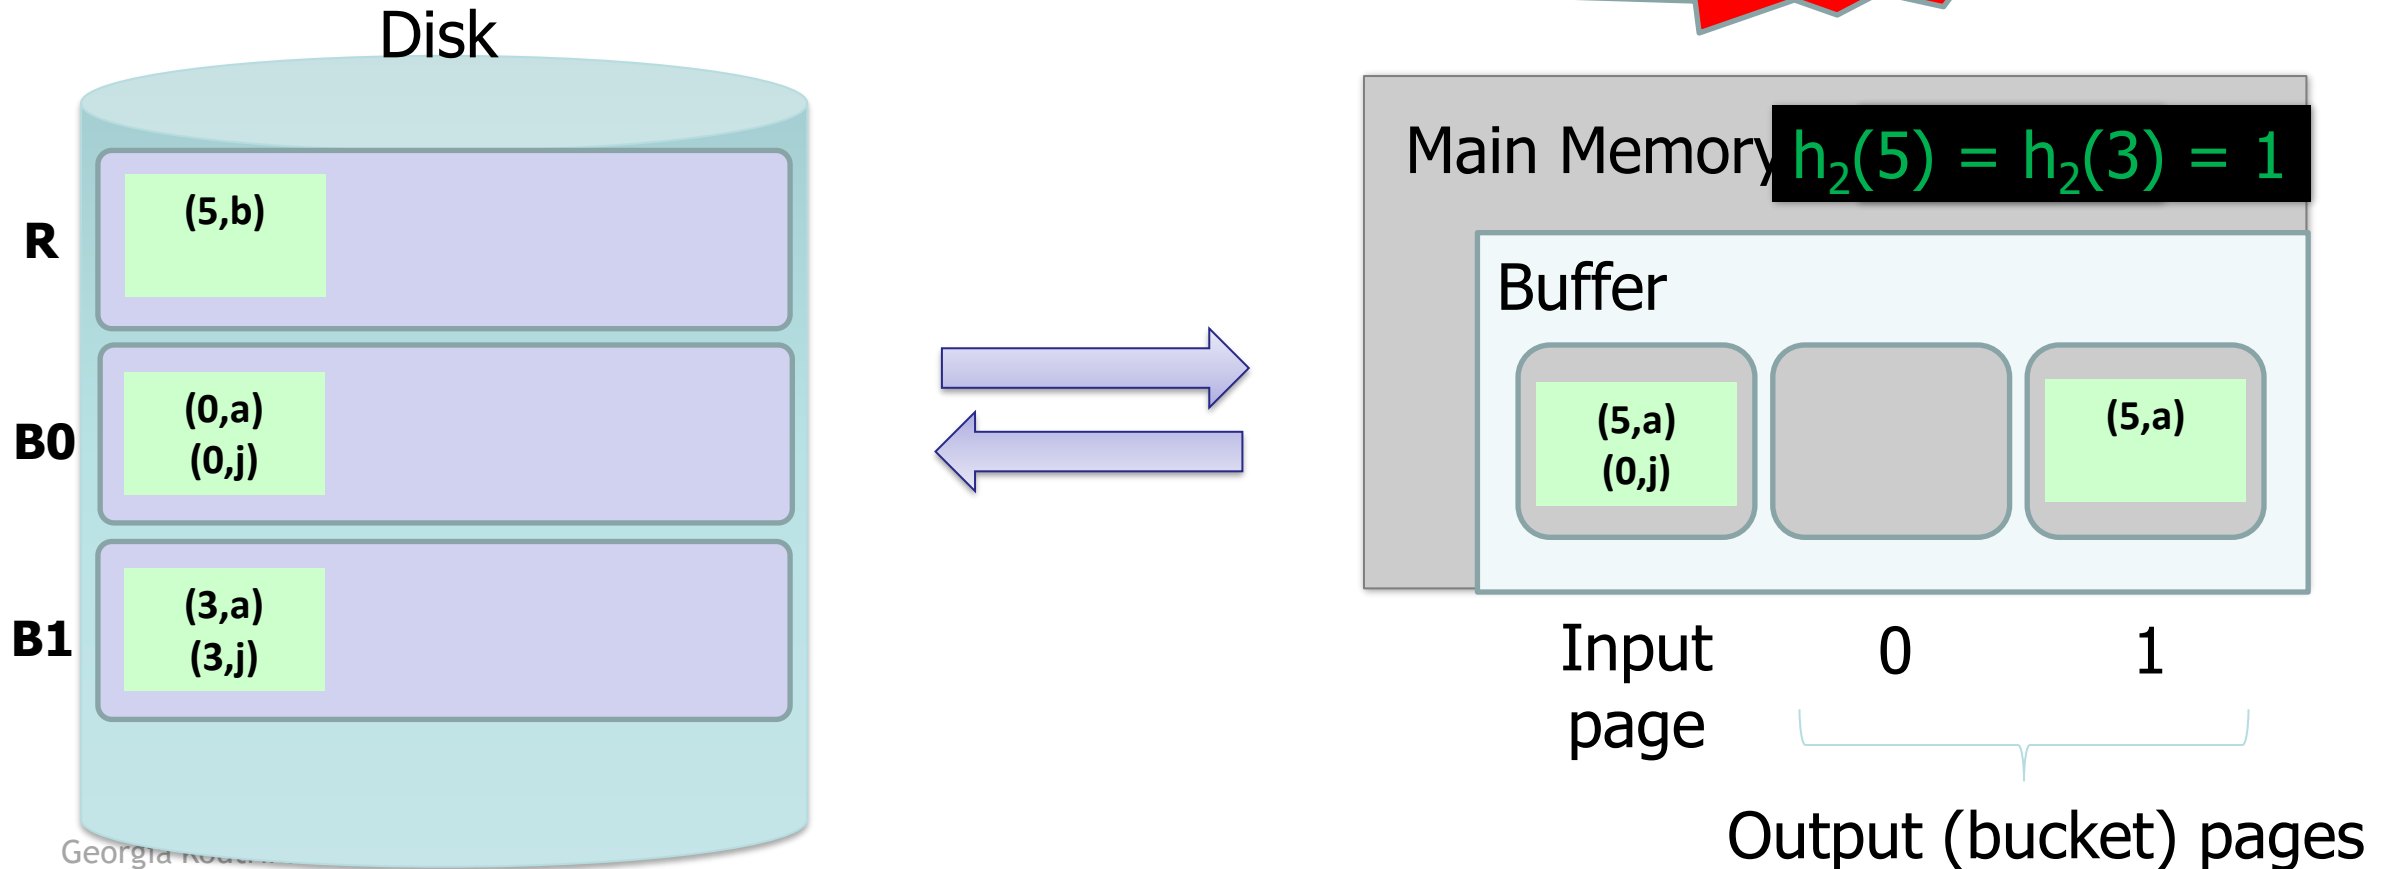 Disk
R
(5,b)
B0
(0,a)
(0,j)
B1
(3,a)
(3,j)
Georgia
Main Memory
h₂(5) = h₂(3) = 1
Buffer
(5,a)
(0,j)
(5,a)
Input
page
0
1
Output (bucket) pages